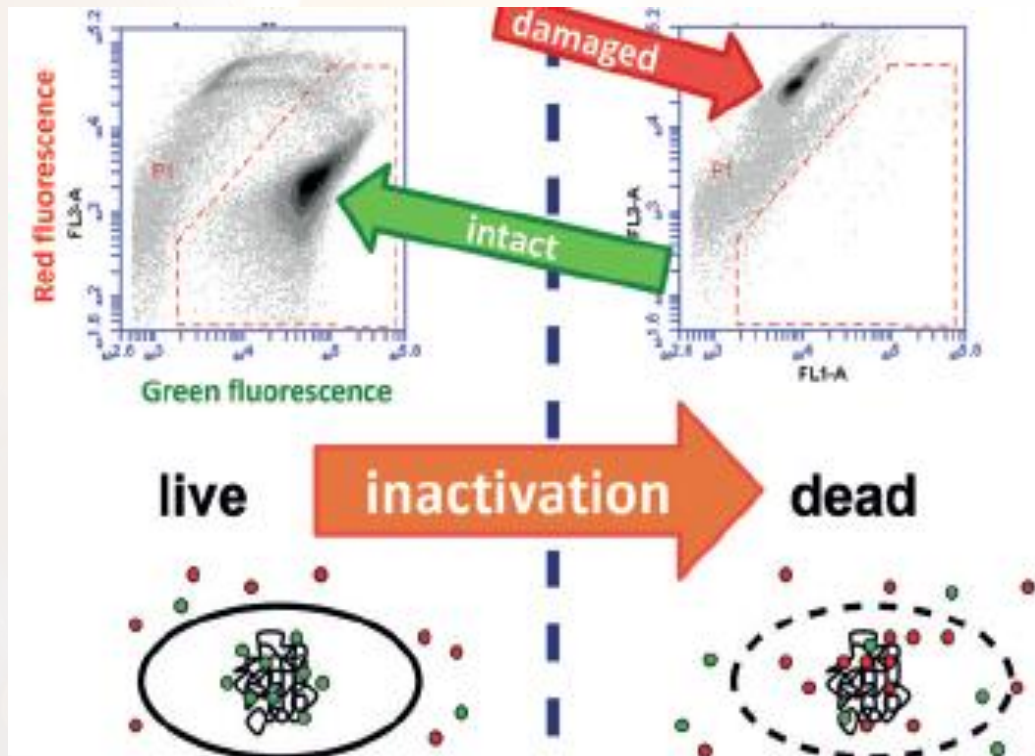 damaged
Red fluorescence
FL3-A
P1
intact
FL3-A
P1
Green fluorescence
FL1-A
live
inactivation
dead